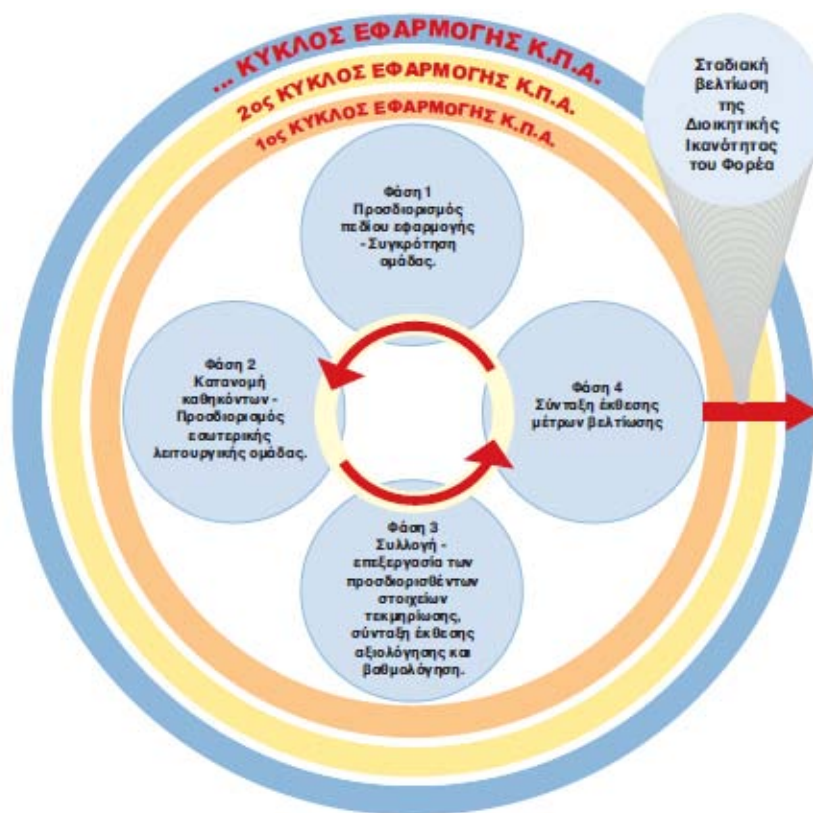 ... ΚΥΚΛΟΣ ΕΦΑΡΜΟΓΗΣ Κ.Π.Α.
2ος ΚΥΚΛΟΣ ΕΦΑΡΜΟΓΗΣ Κ.Π.Α.
1ος ΚΥΚΛΟΣ ΕΦΑΡΜΟΓΗΣ Κ.Π.Α.
Σταδιακή
βελτίωση
της
Διοικητικής
Ικανότητας
του Φορέα
Φάση 1
Προσδιορισμός
πεδίου εφαρμογής
- Συγκρότηση
ομάδας.
Φάση 2
Κατανομή
καθηκόντων -
Προσδιορισμός
εσωτερικής
λειτουργικής ομάδας.
Φάση 3
Συλλογή -
επεξεργασία των
προσδιορισθέντων
στοιχείων
τεκμηρίωσης,
σύνταξη έκθεσης
αξιολόγησης και
βαθμολόγηση.
Φάση 4
Σύνταξη έκθεσης
μέτρων βελτίωσης